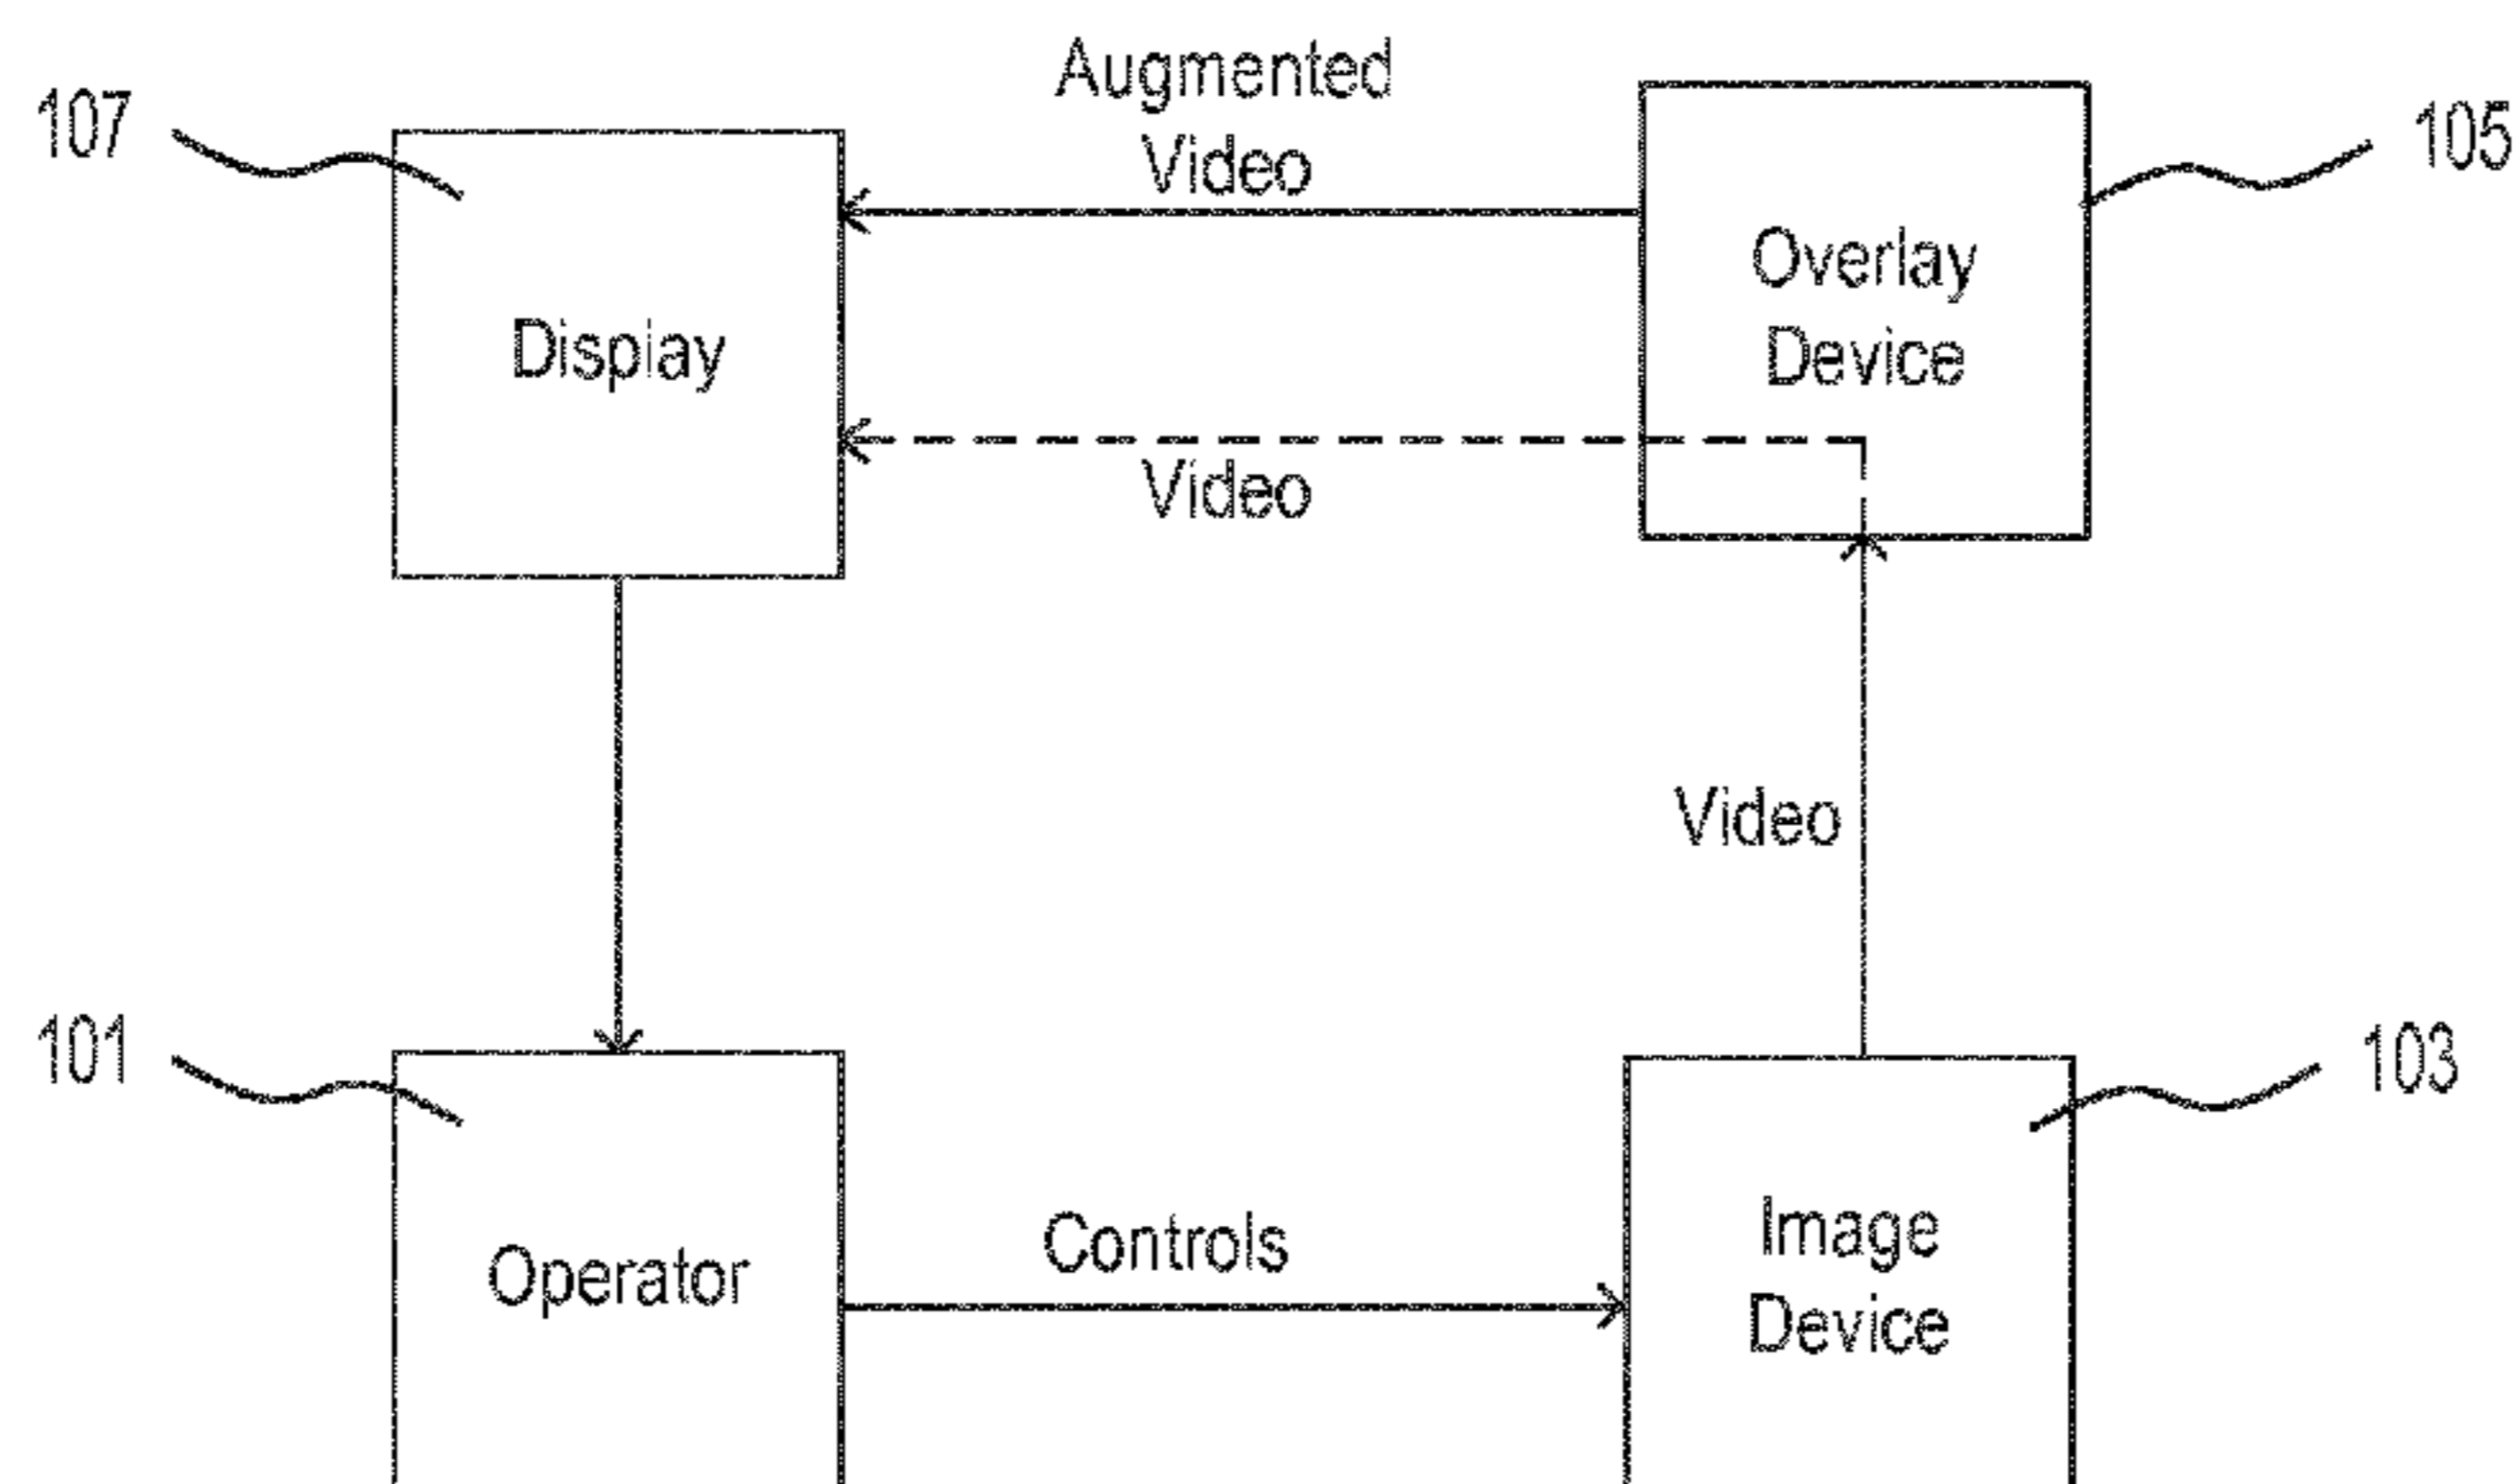 Augmented
Video
107
105
Overlay
Device
Display
Video
Video
101
103
Image
Device
Controls
Operator